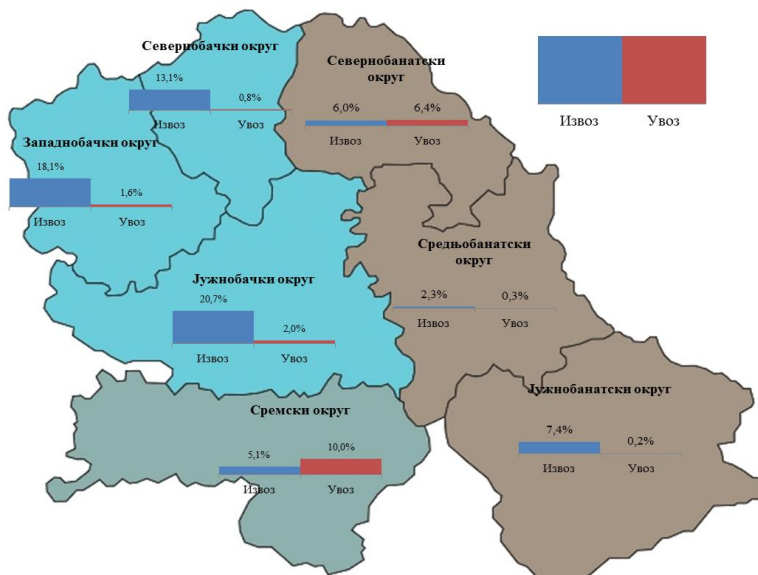 Севернобачки округ
13,1%
0,8%
Извоз Увоз
Севернобанатски
округ
6,0% 6,4%
Извоз Увоз
Извоз Увоз
Западнобачки округ
18,1%
1,6%
Извоз Увоз
Средњобанатски
округ
2,3% 0,3%
Извоз Увоз
Јужнобачки округ
20,7%
2,0%
Извоз Увоз
Јужнобанатски округ
7,4%
0,2%
Извоз Увоз
Сремски округ
5,1% 10,0%
Извоз Увоз